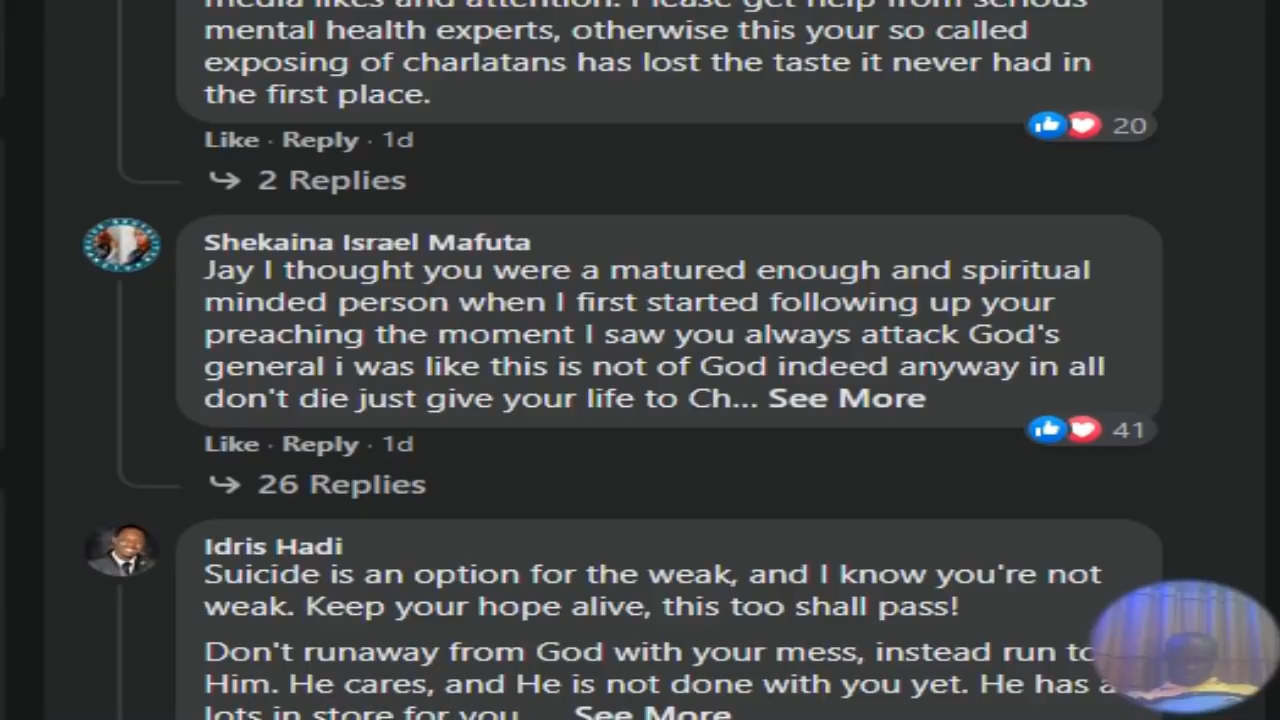 media likes and attention. Please get help from serious
mental health experts, otherwise this your so called
exposing of charlatans has lost the taste it never had in
the first place.
Like · Reply · 1d
20
2 Replies
Shekaina Israel Mafuta
Jay I thought you were a matured enough and spiritual
minded person when I first started following up your
preaching the moment I saw you always attack God's
general i was like this is not of God indeed anyway in all
don't die just give your life to Ch... See More
Like · Reply · 1d
41
26 Replies
Idris Hadi
Suicide is an option for the weak, and I know you're not
weak. Keep your hope alive, this too shall pass!
Don't runaway from God with your mess, instead run to
Him. He cares, and He is not done with you yet. He has a
lots in store for you See More